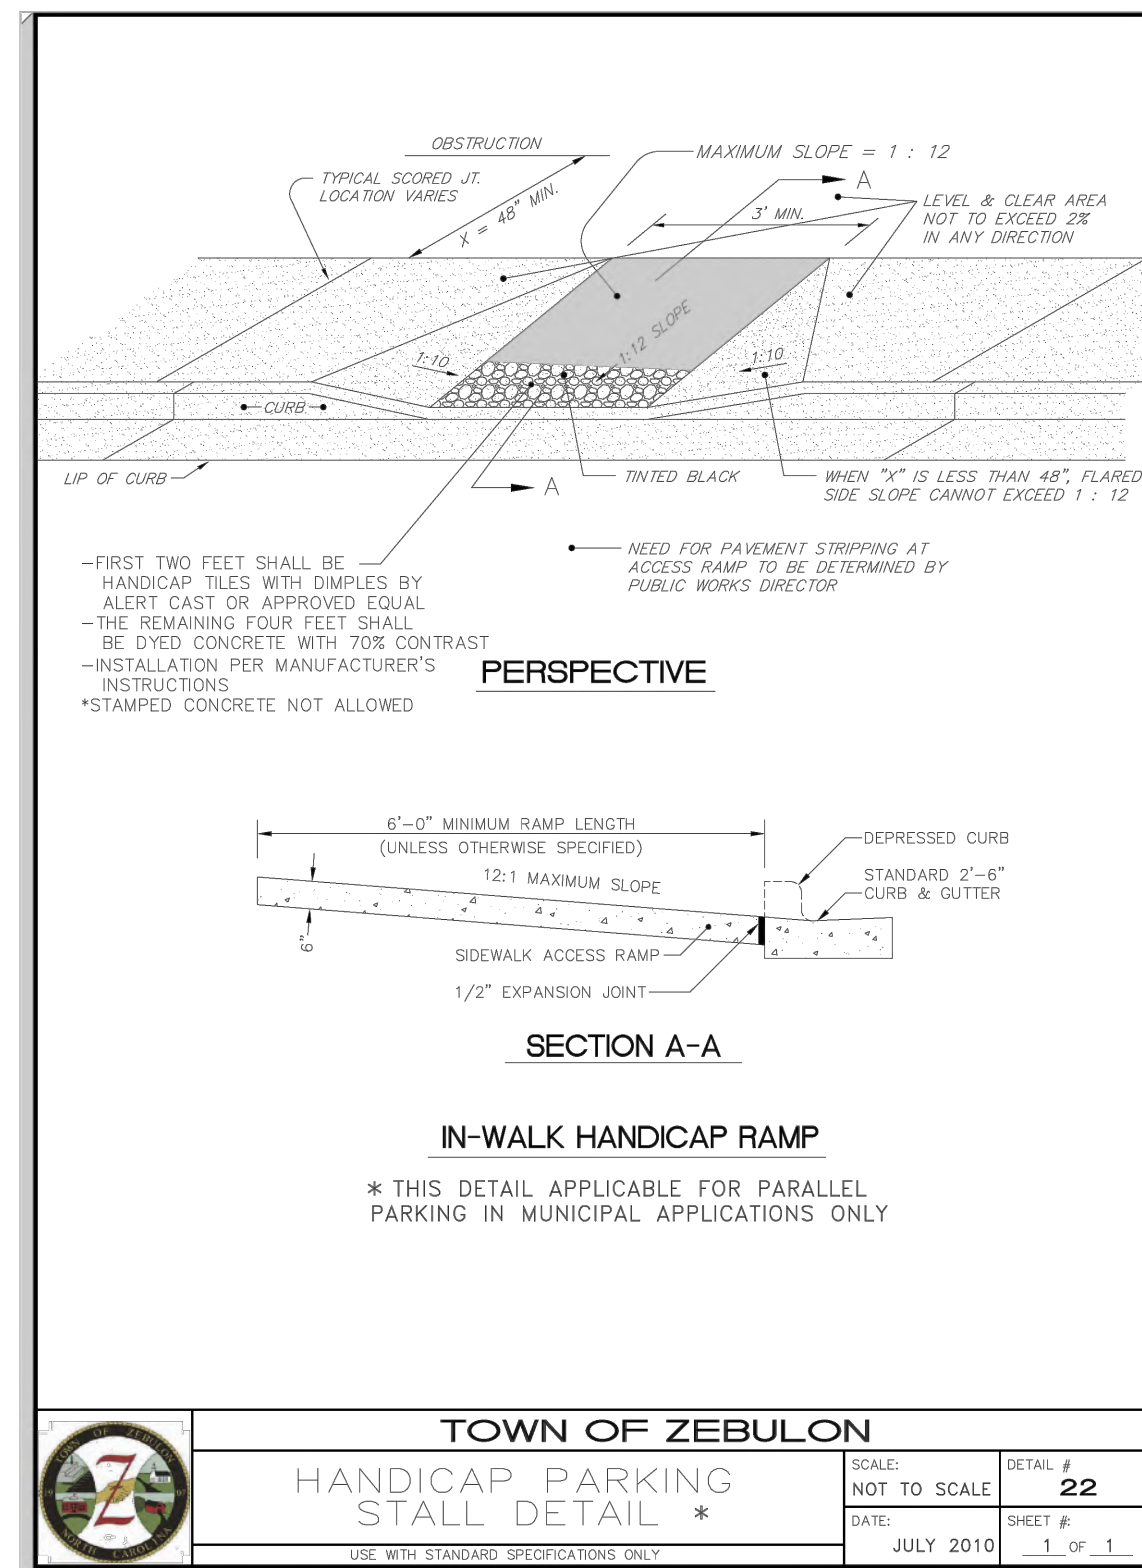 OBSTRUCTION
MAXIMUM SLOPE = 1 : 12
TYPICAL SCORED JT.
LOCATION VARIES
X = 48" MIN.
A
3' MIN.
LEVEL & CLEAR AREA
NOT TO EXCEED 2%
IN ANY DIRECTION
1:12 SLOPE
1:10
1:10
CURB
LIP OF CURB
A
TINTED BLACK
WHEN "X" IS LESS THAN 48", FLARED
SIDE SLOPE CANNOT EXCEED 1 : 12
NEED FOR PAVEMENT STRIPPING AT
ACCESS RAMP TO BE DETERMINED BY
PUBLIC WORKS DIRECTOR
-FIRST TWO FEET SHALL BE
HANDICAP TILES WITH DIMPLES BY
ALERT CAST OR APPROVED EQUAL
-THE REMAINING FOUR FEET SHALL
BE DYED CONCRETE WITH 70% CONTRAST
-INSTALLATION PER MANUFACTURER'S
INSTRUCTIONS
*STAMPED CONCRETE NOT ALLOWED
PERSPECTIVE
6'-0" MINIMUM RAMP LENGTH
(UNLESS OTHERWISE SPECIFIED)
12:1 MAXIMUM SLOPE
DEPRESSED CURB
STANDARD 2'-6"
CURB & GUTTER
6"
SIDEWALK ACCESS RAMP
1/2" EXPANSION JOINT
SECTION A-A
IN-WALK HANDICAP RAMP
* THIS DETAIL APPLICABLE FOR PARALLEL
PARKING IN MUNICIPAL APPLICATIONS ONLY
TOWN OF ZEBULON
Z
19 07
NORTH CAROLINA
TOWN OF ZEBULON
HANDICAP PARKING
STALL DETAIL *
USE WITH STANDARD SPECIFICATIONS ONLY
SCALE:
NOT TO SCALE
DETAIL #
22
DATE:
JULY 2010
SHEET #:
1 OF 1